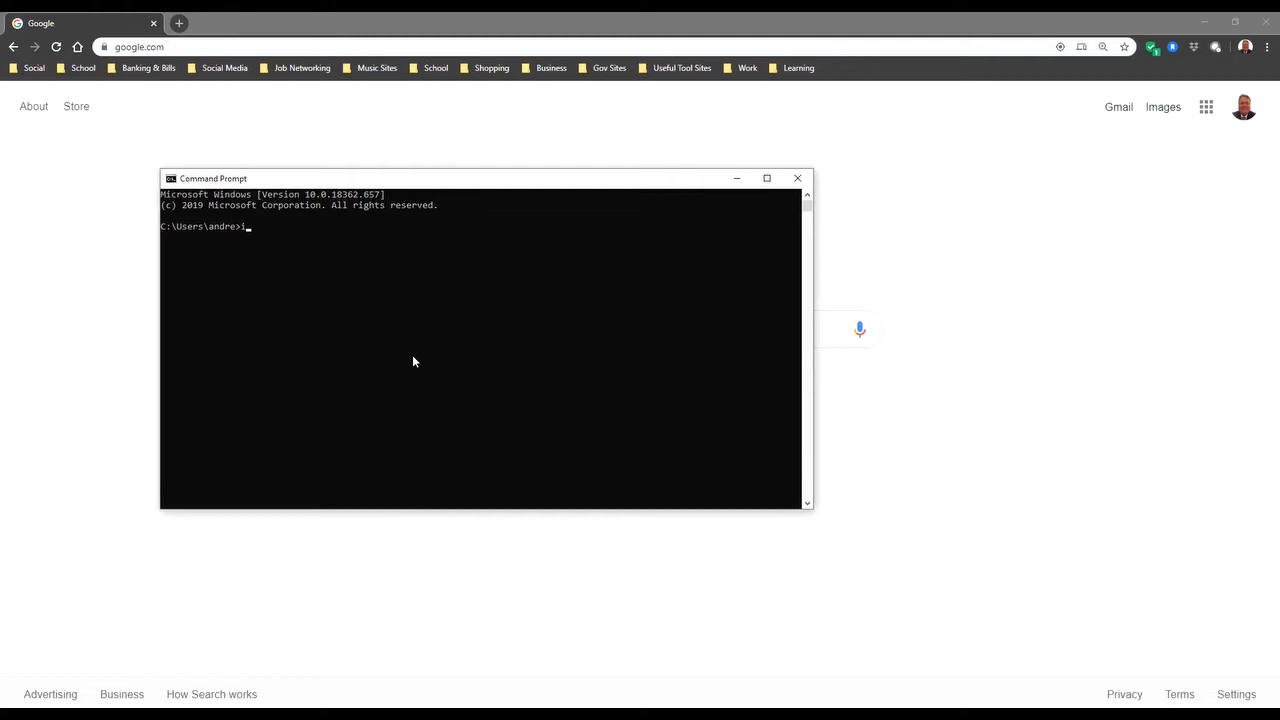 Google
google.com
1
Social School Banking & Bills Social Media Job Networking Music Sites School Shopping Business Gov Sites Useful Tool Sites Work Learning
About Store
Gmail Images
Command Prompt
Microsoft Windows [Version 10.0.18362.657]
(c) 2019 Microsoft Corporation. All rights reserved.
C:\Users\andre>i_
Advertising Business How Search works
Privacy Terms Settings